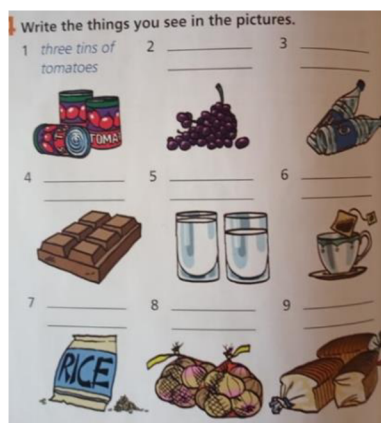 Write the things you see in the pictures.
1 three tins of
tomatoes
2
3
TOMA
4
5
6
7
8
9
RICE